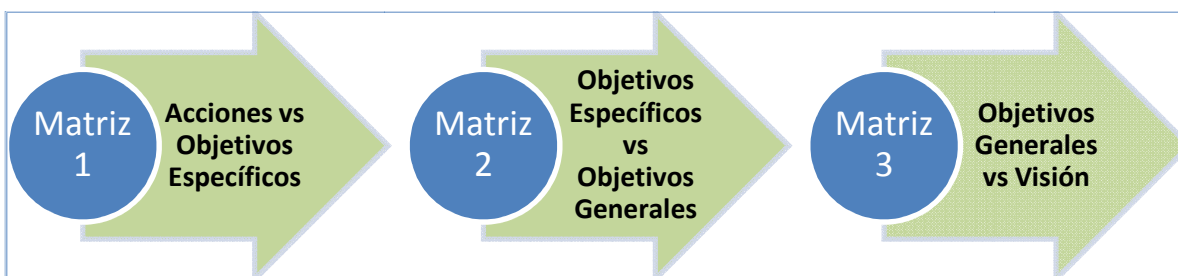 Matriz
1
Acciones vs
Objetivos
Específicos
Matriz
2
Objetivos
Específicos
vs
Objetivos
Generales
Matriz
3
Objetivos
Generales
vs Visión